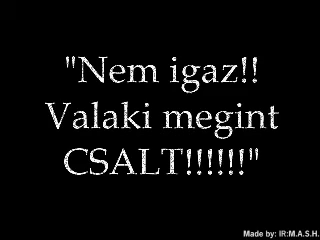 "Nem igaz!!
Valaki megint
CSALT!!!!!!"
Made by: IR:M.A.S.H.